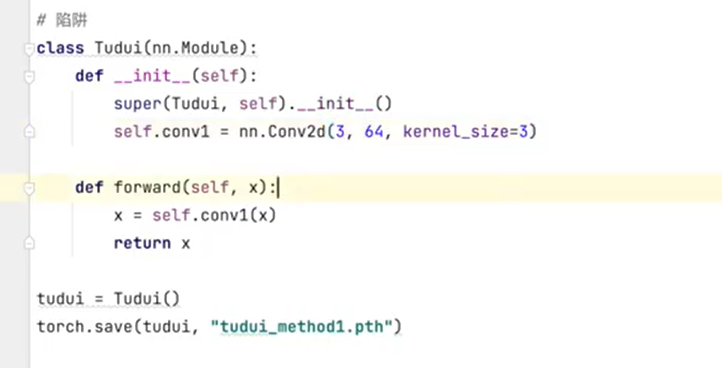 # 陷阱
class Tudui(nn.Module):
    def __init__(self):
        super(Tudui, self).__init__()
        self.conv1 = nn.Conv2d(3, 64, kernel_size=3)
    def forward(self, x):
        x = self.conv1(x)
        return x
tudui = Tudui()
torch.save(tudui, "tudui_method1.pth")